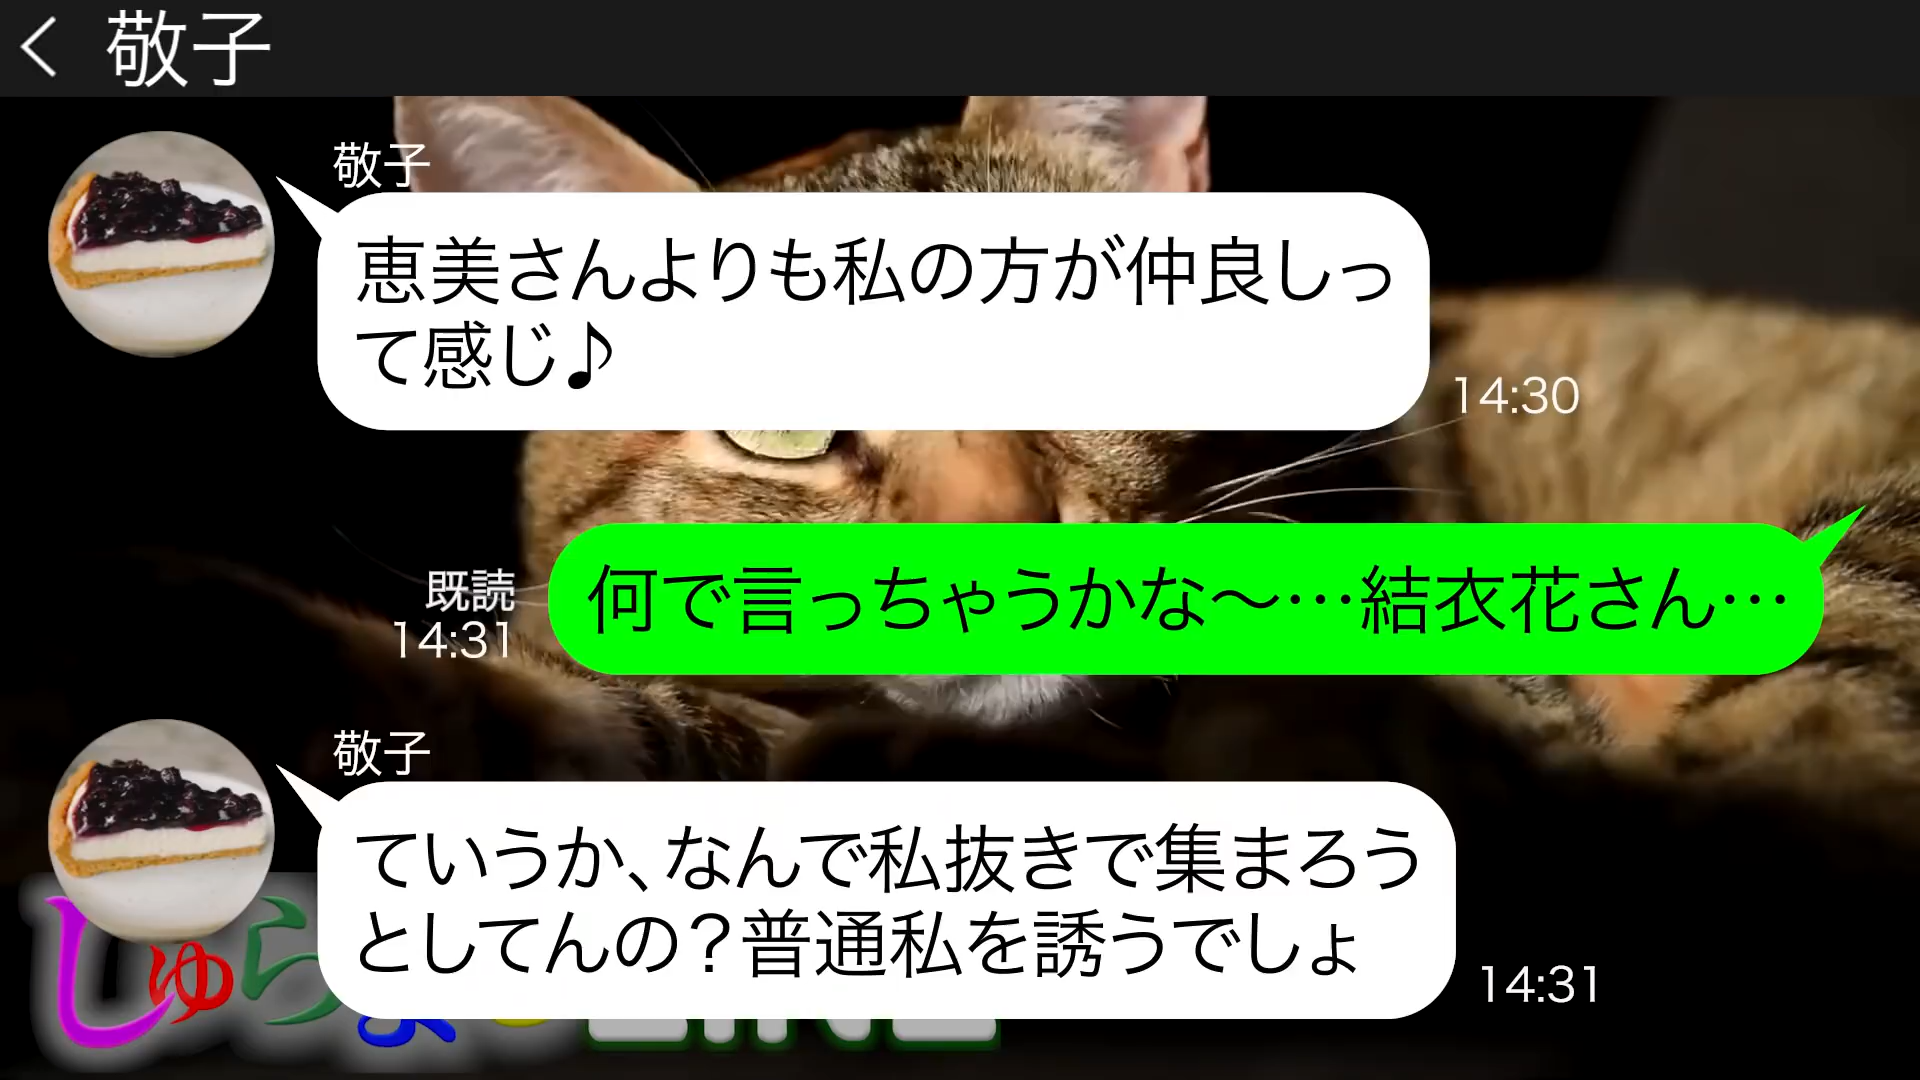 敬子
敬子
恵美さんよりも私の方が仲良しっ
て感じ♪
14:30
何で言っちゃうかな〜…結衣花さん…
既読
14:31
敬子
ていうか、なんで私抜きで集まろう
としてんの？普通私を誘うでしょ
14:31
しゅら